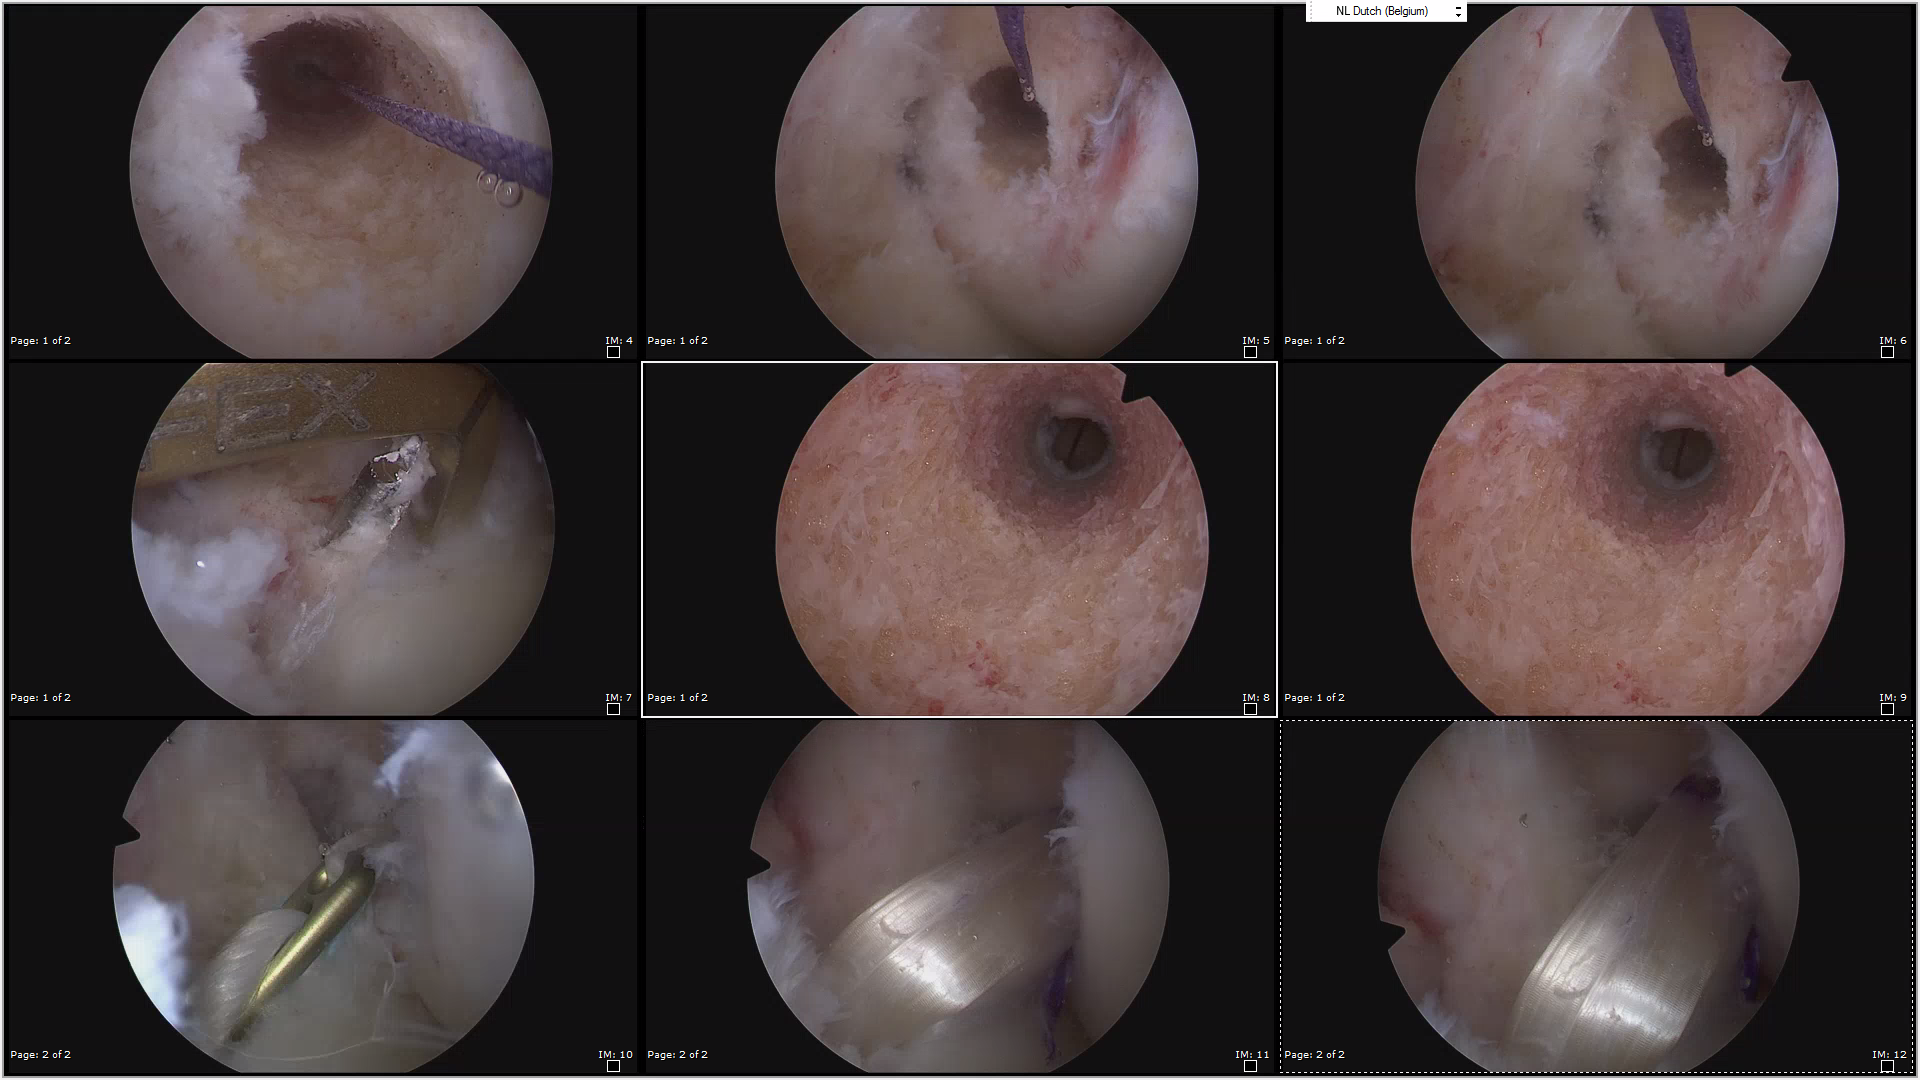 NL Dutch (Belgium)
Page: 1 of 2
IM: 4
Page: 1 of 2
IM: 5
Page: 1 of 2
IM: 6
EX
Page: 1 of 2
IM: 7
Page: 1 of 2
IM: 8
Page: 1 of 2
IM: 9
Page: 2 of 2
IM: 10
Page: 2 of 2
IM: 11
Page: 2 of 2
IM: 12